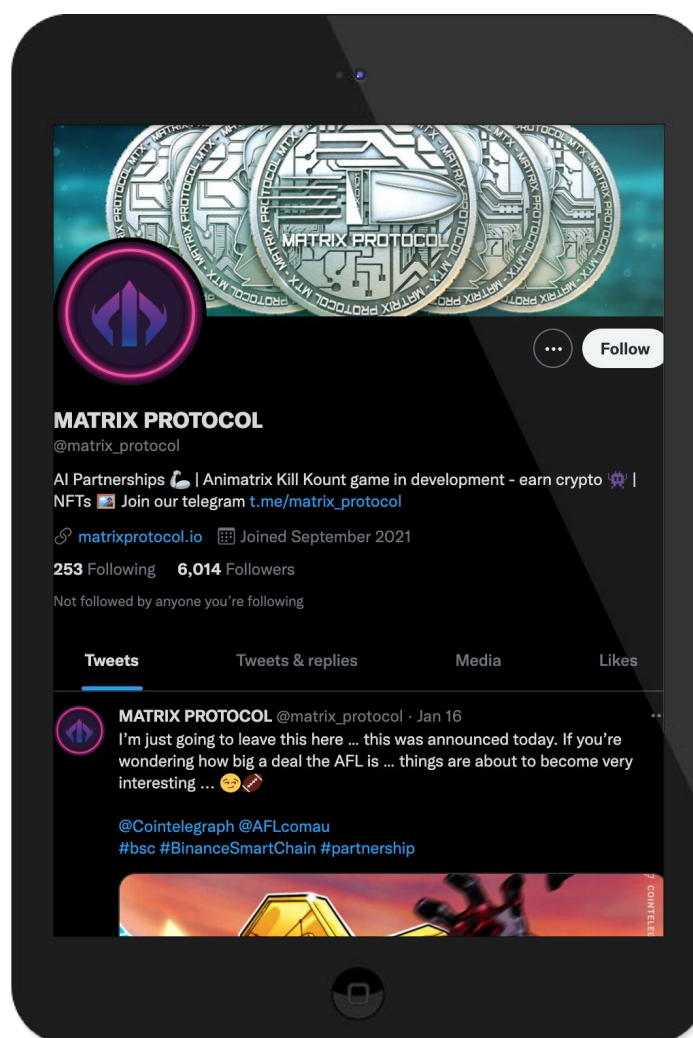 MATRIX PROTOCOL
MATRIX PROTOCOL MTX
Follow
MATRIX PROTOCOL
@matrix_protocol
AI Partnerships 🦾 | Animatrix Kill Kount game in development - earn crypto 👾 |
NFTs 🖼️ Join our telegram t.me/matrix_protocol
matrixprotocol.io Joined September 2021
253 Following 6,014 Followers
Not followed by anyone you’re following
Tweets Tweets & replies Media Likes
MATRIX PROTOCOL @matrix_protocol · Jan 16
I’m just going to leave this here … this was announced today. If you’re
wondering how big a deal the AFL is … things are about to become very
interesting … 😏🏈
@Cointelegraph @AFLcomau
#bsc #BinanceSmartChain #partnership